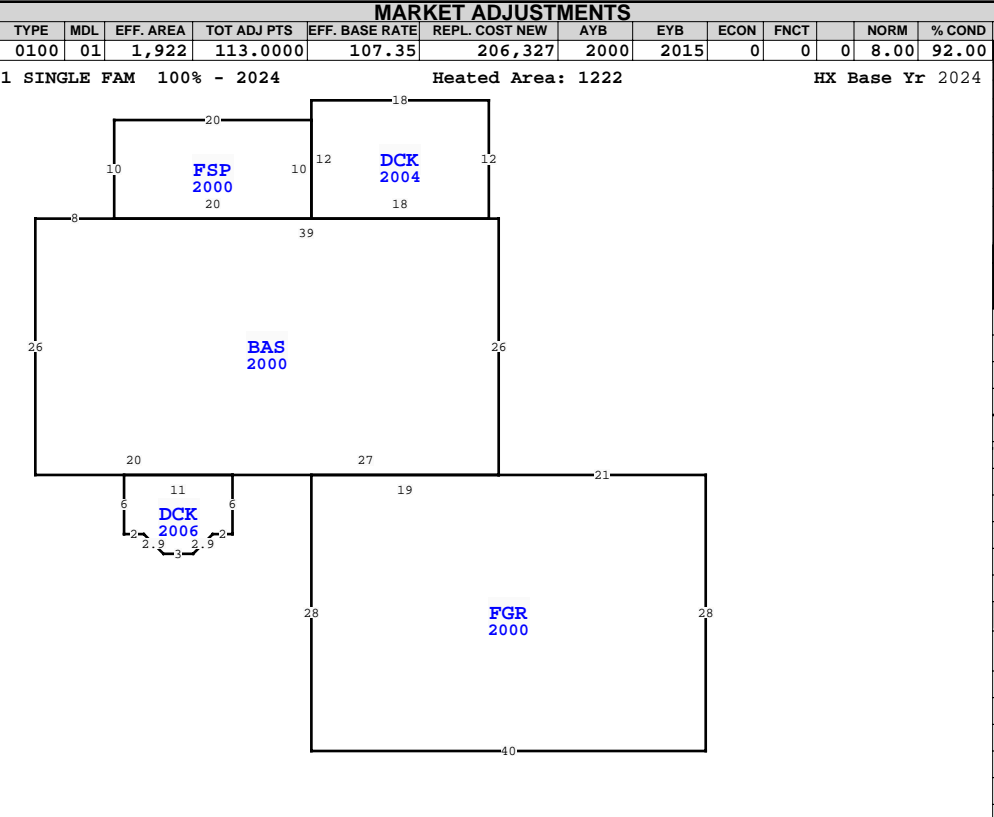 MARKET ADJUSTMENTS
TYPE MDL EFF. AREA TOT ADJ PTS EFF. BASE RATE REPL. COST NEW AYB EYB ECON FNCT NORM % COND
0100 01 1,922 113.0000 107.35 206,327 2000 2015 0 0 0 8.00 92.00
1 SINGLE FAM 100% - 2024 Heated Area: 1222 HX Base Yr 2024
18
20
10 FSP 10 12 DCK 12
2000 2004
20 18
8
39
26 BAS 26
2000
20 27
21
11 19
6 DCK 6
2006
2 2
2.9 2.9
3
28 FGR 28
2000
40